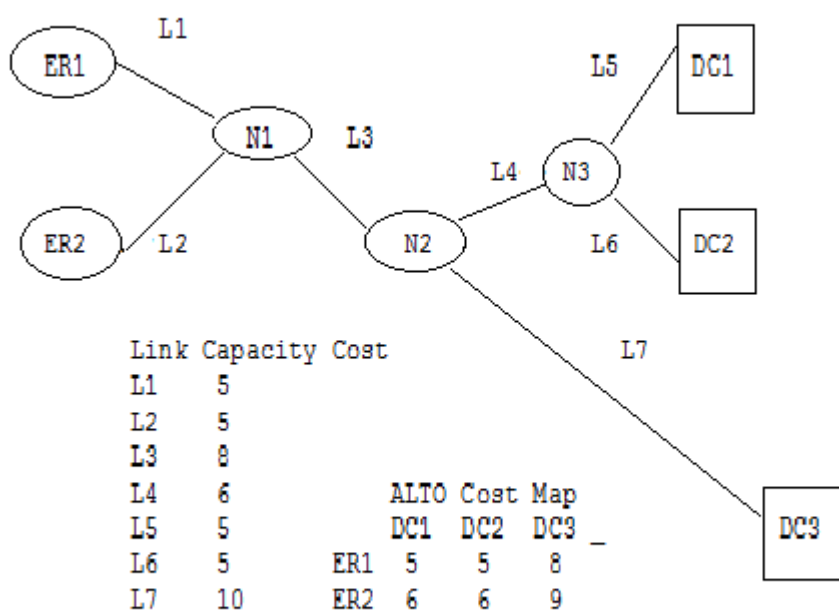 L1
ER1
L5
DC1
N1
L3
L4
N3
ER2
L2
N2
L6
DC2
Link Capacity Cost
L7
L1 5
L2 5
L3 8
L4 6 ALTO Cost Map
L5 5 DC1 DC2 DC3 _
DC3
L6 5 ER1 5 5 8
L7 10 ER2 6 6 9